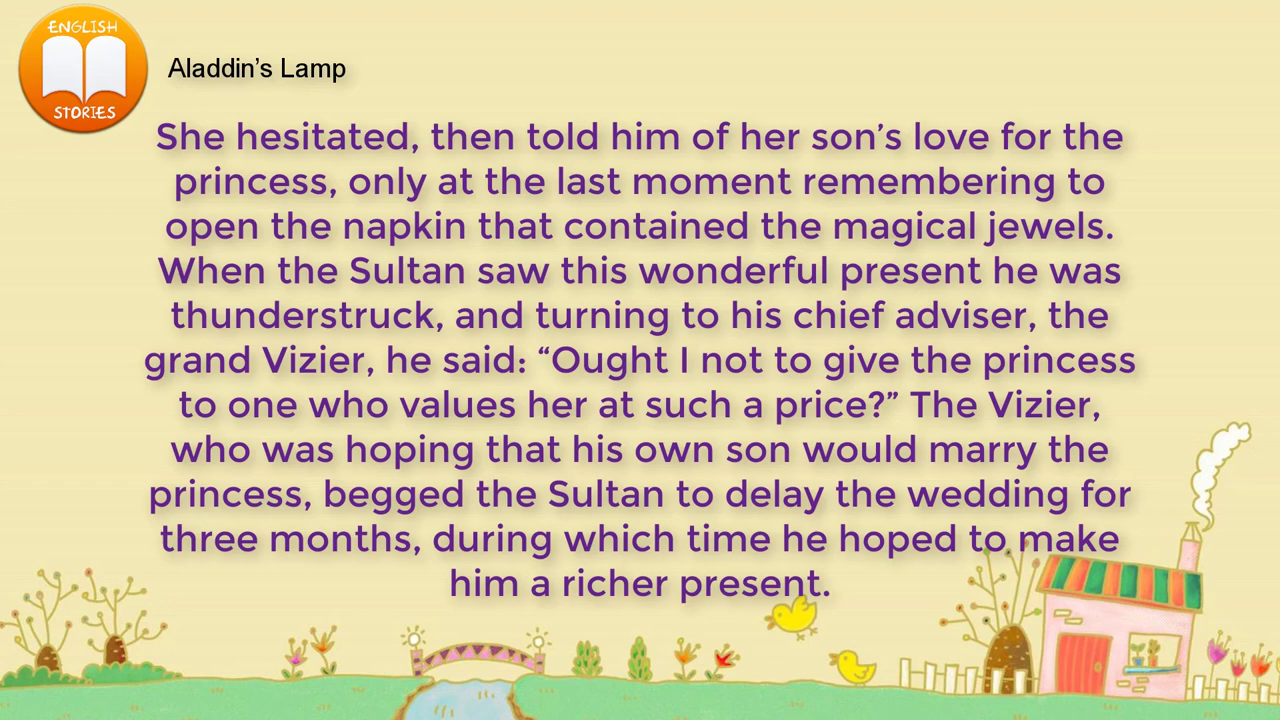 ENGLISH
STORIES
Aladdin’s Lamp
She hesitated, then told him of her son’s love for the
princess, only at the last moment remembering to
open the napkin that contained the magical jewels.
When the Sultan saw this wonderful present he was
thunderstruck, and turning to his chief adviser, the
grand Vizier, he said: “Ought I not to give the princess
to one who values her at such a price?” The Vizier,
who was hoping that his own son would marry the
princess, begged the Sultan to delay the wedding for
three months, during which time he hoped to make
him a richer present.